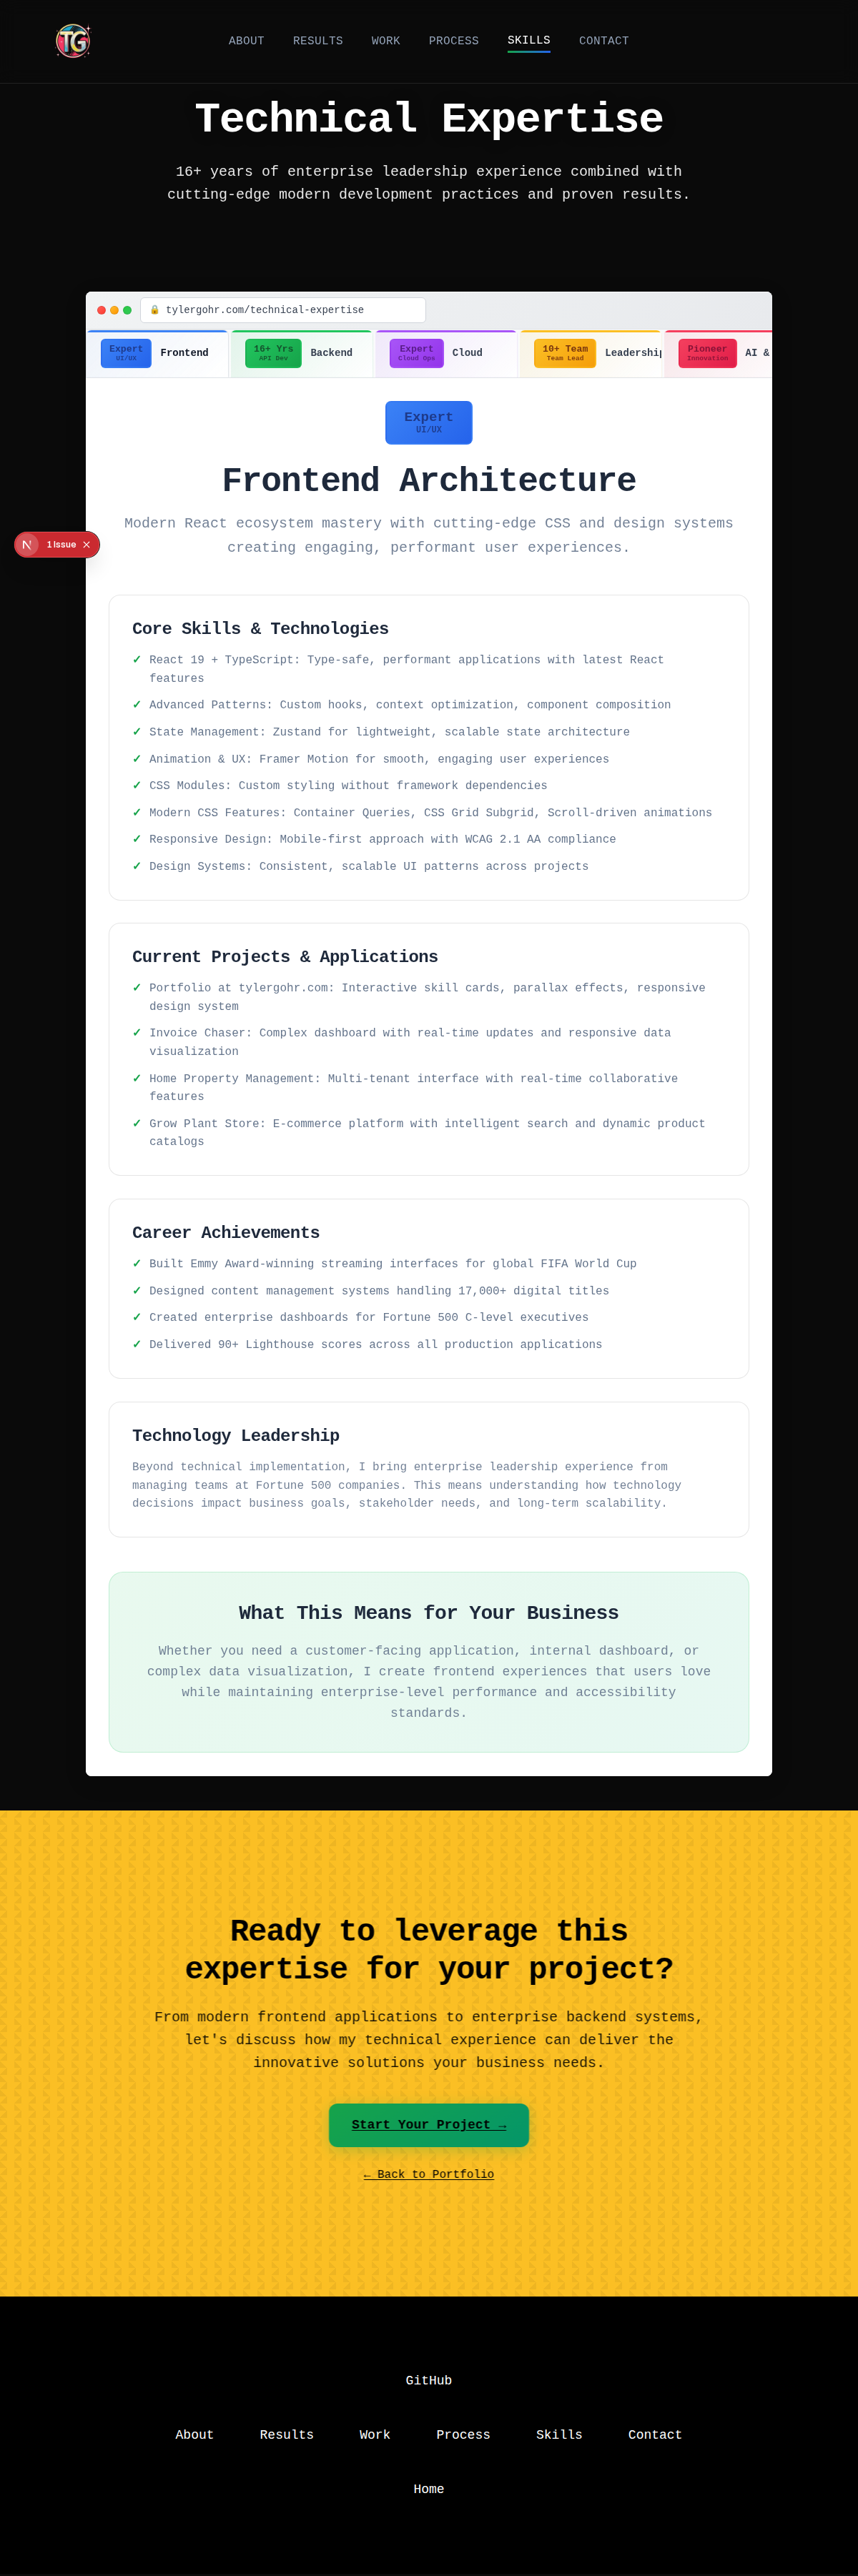 TG
ABOUT RESULTS WORK PROCESS SKILLS CONTACT
Technical Expertise
16+ years of enterprise leadership experience combined with
cutting-edge modern development practices and proven results.
tylergohr.com/technical-expertise
Expert
UI/UX
Frontend
16+ Yrs
API Dev
Backend
Expert
Cloud Ops
Cloud
10+ Team
Team Lead
Leadership
Pioneer
Innovation
AI &
Expert
UI/UX
Frontend Architecture
Modern React ecosystem mastery with cutting-edge CSS and design systems
creating engaging, performant user experiences.
N 1 Issue ×
Core Skills & Technologies
✓ React 19 + TypeScript: Type-safe, performant applications with latest React
features
✓ Advanced Patterns: Custom hooks, context optimization, component composition
✓ State Management: Zustand for lightweight, scalable state architecture
✓ Animation & UX: Framer Motion for smooth, engaging user experiences
✓ CSS Modules: Custom styling without framework dependencies
✓ Modern CSS Features: Container Queries, CSS Grid Subgrid, Scroll-driven animations
✓ Responsive Design: Mobile-first approach with WCAG 2.1 AA compliance
✓ Design Systems: Consistent, scalable UI patterns across projects
Current Projects & Applications
✓ Portfolio at tylergohr.com: Interactive skill cards, parallax effects, responsive
design system
✓ Invoice Chaser: Complex dashboard with real-time updates and responsive data
visualization
✓ Home Property Management: Multi-tenant interface with real-time collaborative
features
✓ Grow Plant Store: E-commerce platform with intelligent search and dynamic product
catalogs
Career Achievements
✓ Built Emmy Award-winning streaming interfaces for global FIFA World Cup
✓ Designed content management systems handling 17,000+ digital titles
✓ Created enterprise dashboards for Fortune 500 C-level executives
✓ Delivered 90+ Lighthouse scores across all production applications
Technology Leadership
Beyond technical implementation, I bring enterprise leadership experience from
managing teams at Fortune 500 companies. This means understanding how technology
decisions impact business goals, stakeholder needs, and long-term scalability.
What This Means for Your Business
Whether you need a customer-facing application, internal dashboard, or
complex data visualization, I create frontend experiences that users love
while maintaining enterprise-level performance and accessibility
standards.
Ready to leverage this
expertise for your project?
From modern frontend applications to enterprise backend systems,
let's discuss how my technical experience can deliver the
innovative solutions your business needs.
Start Your Project →
← Back to Portfolio
GitHub
About Results Work Process Skills Contact
Home